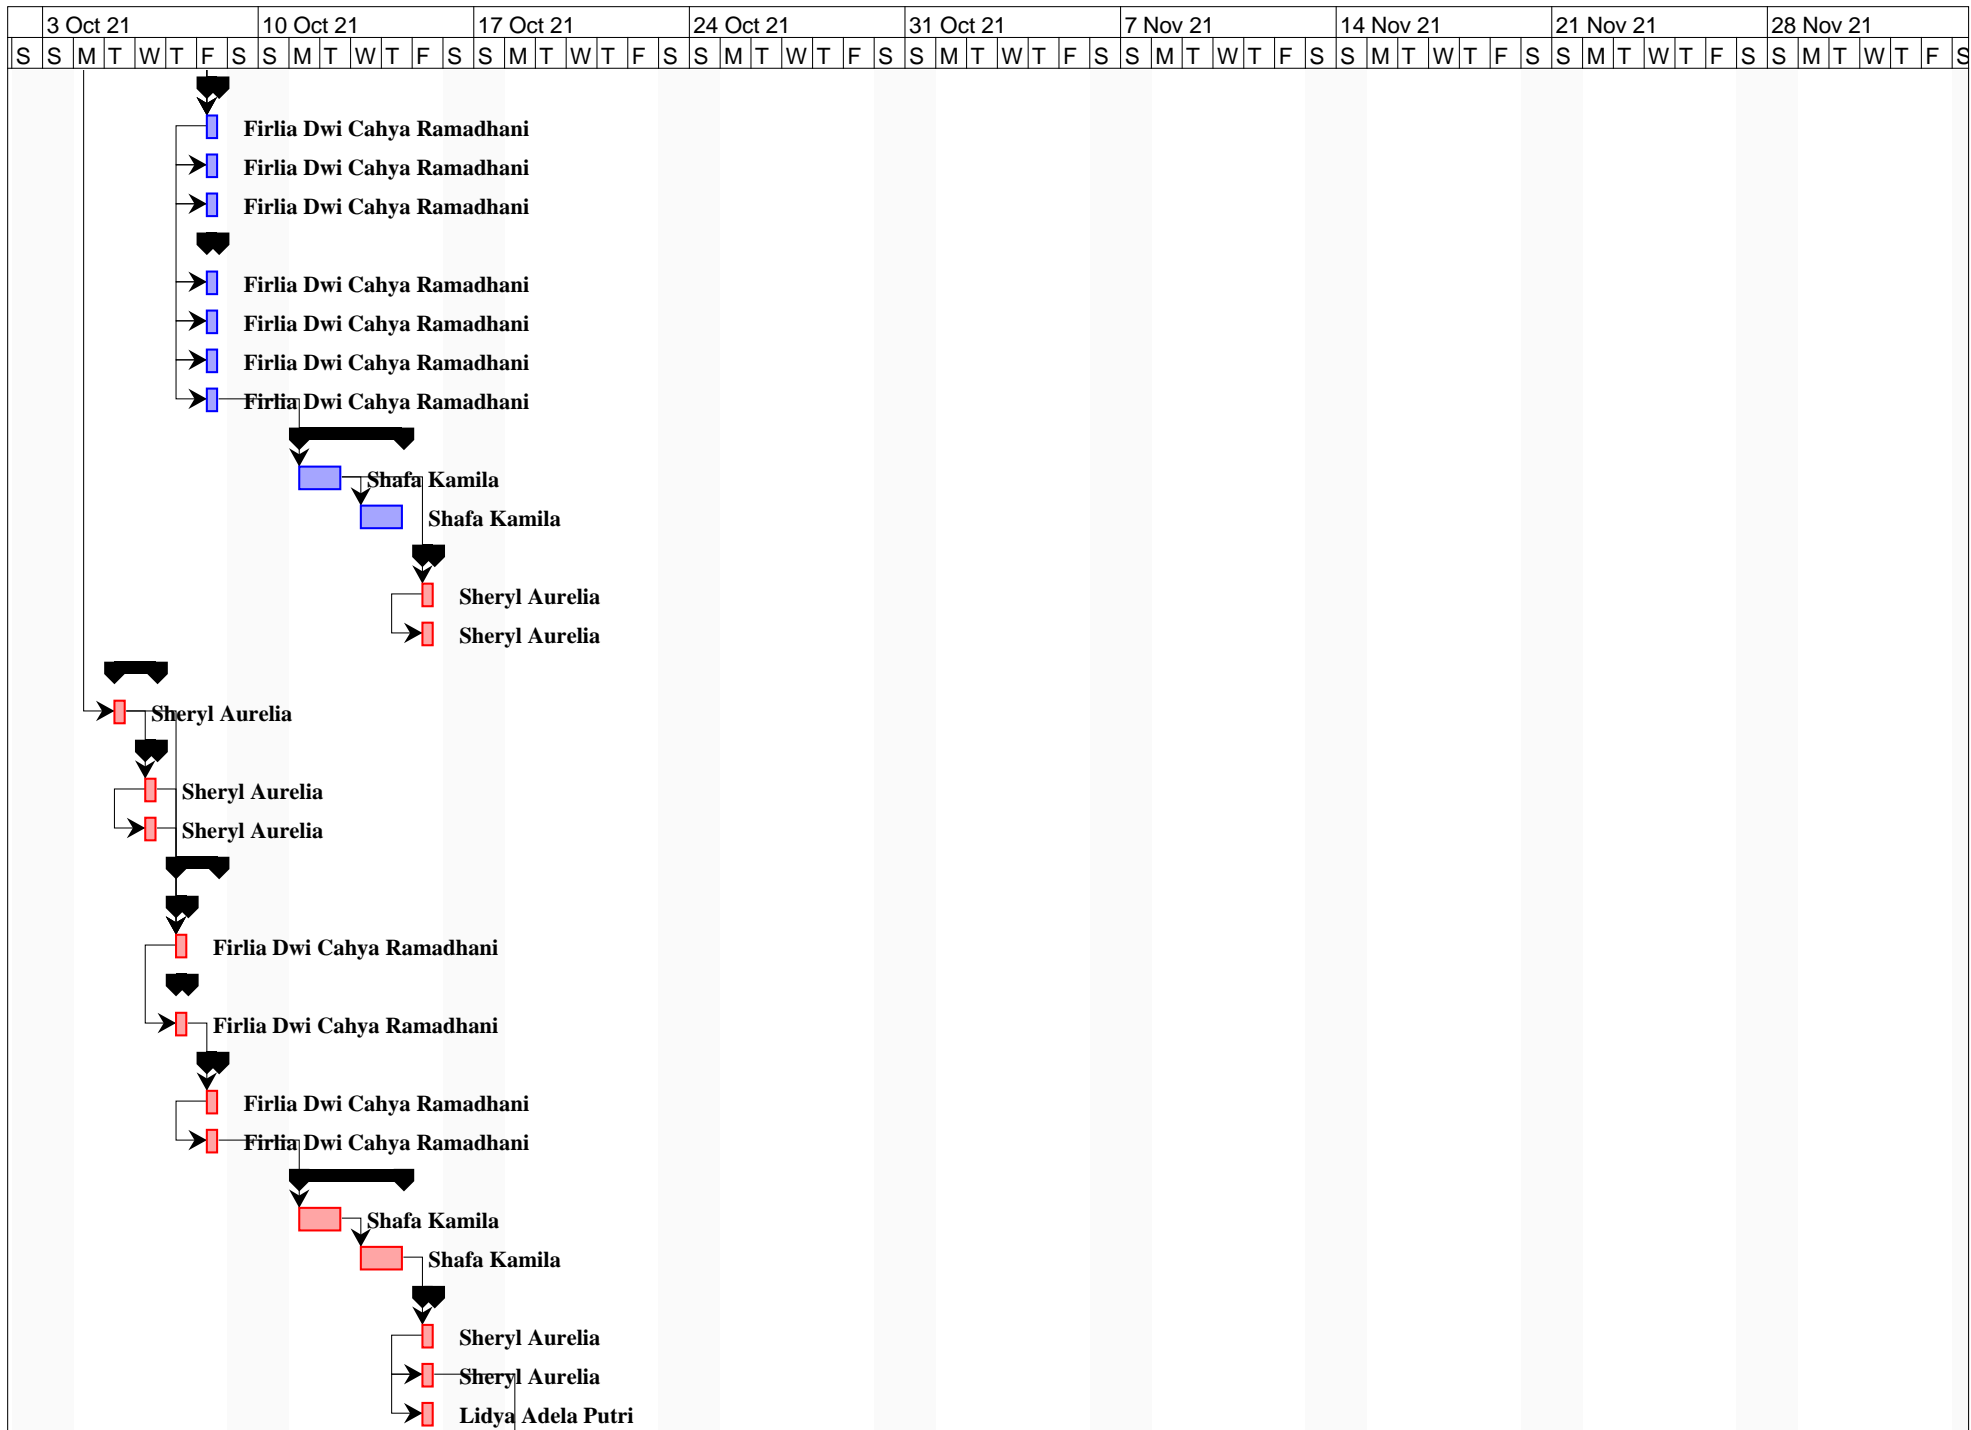 3 Oct 21 10 Oct 21 17 Oct 21 24 Oct 21 31 Oct 21 7 Nov 21 14 Nov 21 21 Nov 21 28 Nov 21
S S M T W T F S S M T W T F S S M T W T F S S M T W T F S S M T W T F S S M T W T F S S M T W T F S S M T W T F S S M T W T F S
Firlia Dwi Cahya Ramadhani
Firlia Dwi Cahya Ramadhani
Firlia Dwi Cahya Ramadhani
Firlia Dwi Cahya Ramadhani
Firlia Dwi Cahya Ramadhani
Firlia Dwi Cahya Ramadhani
Firlia Dwi Cahya Ramadhani
Shafa Kamila
Shafa Kamila
Sheryl Aurelia
Sheryl Aurelia
Sheryl Aurelia
Sheryl Aurelia
Sheryl Aurelia
Firlia Dwi Cahya Ramadhani
Firlia Dwi Cahya Ramadhani
Firlia Dwi Cahya Ramadhani
Firlia Dwi Cahya Ramadhani
Shafa Kamila
Shafa Kamila
Sheryl Aurelia
Sheryl Aurelia
Lidya Adela Putri